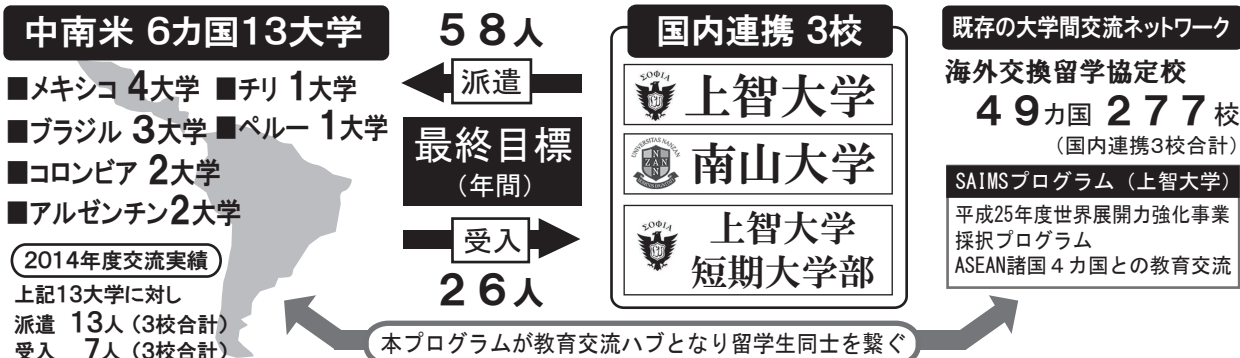 中南米 6カ国13大学
■メキシコ 4大学 ■チリ 1大学
■ブラジル 3大学 ■ペルー 1大学
■コロンビア 2大学
■アルゼンチン2大学
2014年度交流実績
上記13大学に対し
派遣 13人（3校合計）
受入 7人（3校合計）
58人
派遣
最終目標
（年間）
受入
26人
国内連携 3校
ΣΟΦΙΑ
上智大学
UNIVERSITAS NANZAN
NANZAN
南山大学
ΣΟΦΙΑ
上智大学
短期大学部
既存の大学間交流ネットワーク
海外交換留学協定校
49カ国 277校
（国内連携3校合計）
SAIMSプログラム（上智大学）
平成25年度世界展開力強化事業
採択プログラム
ASEAN諸国４カ国との教育交流
本プログラムが教育交流ハブとなり留学生同士を繋ぐ